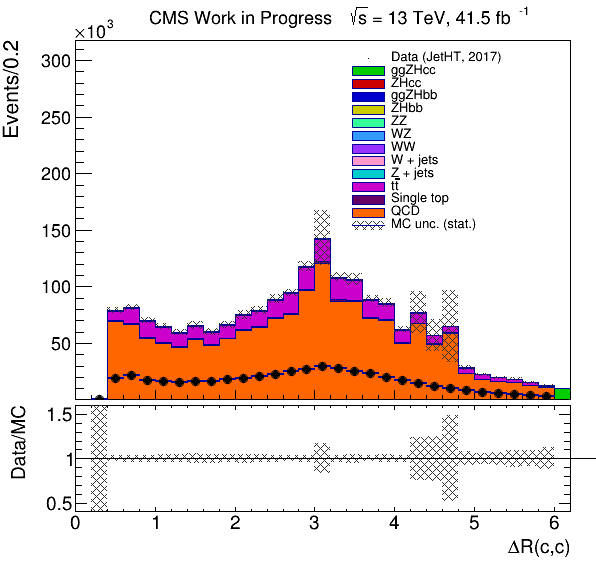 CMS Work in Progress √s = 13 TeV, 41.5 fb⁻¹
×10³
Events/0.2
300
250
200
150
100
50
Data (JetHT, 2017)
ggZHcc
ZHcc
ggZHbb
ZHbb
ZZ
WZ
WW
W + jets
Z + jets
tt̅
Single top
QCD
MC unc. (stat.)
Data/MC
1.5
1
0.5
0 1 2 3 4 5 6
ΔR(c,c)